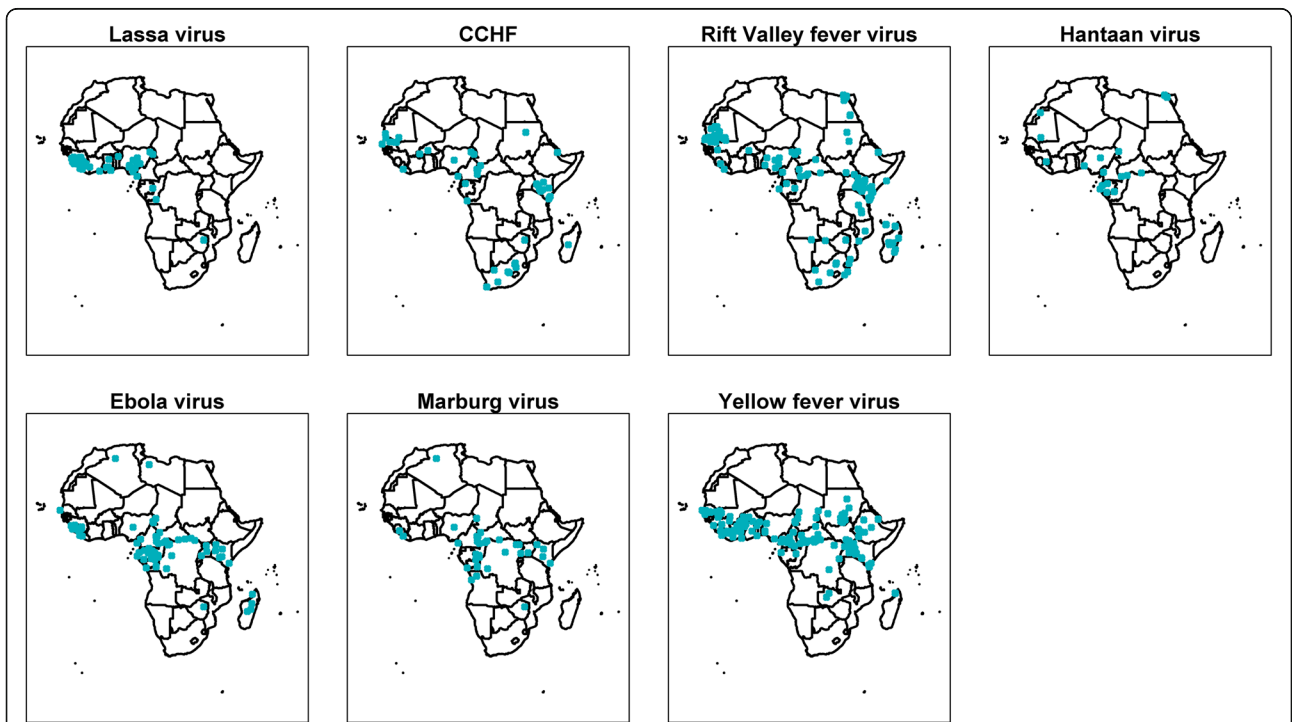 Lassa virus
CCHF
Rift Valley fever virus
Hantaan virus
Ebola virus
Marburg virus
Yellow fever virus